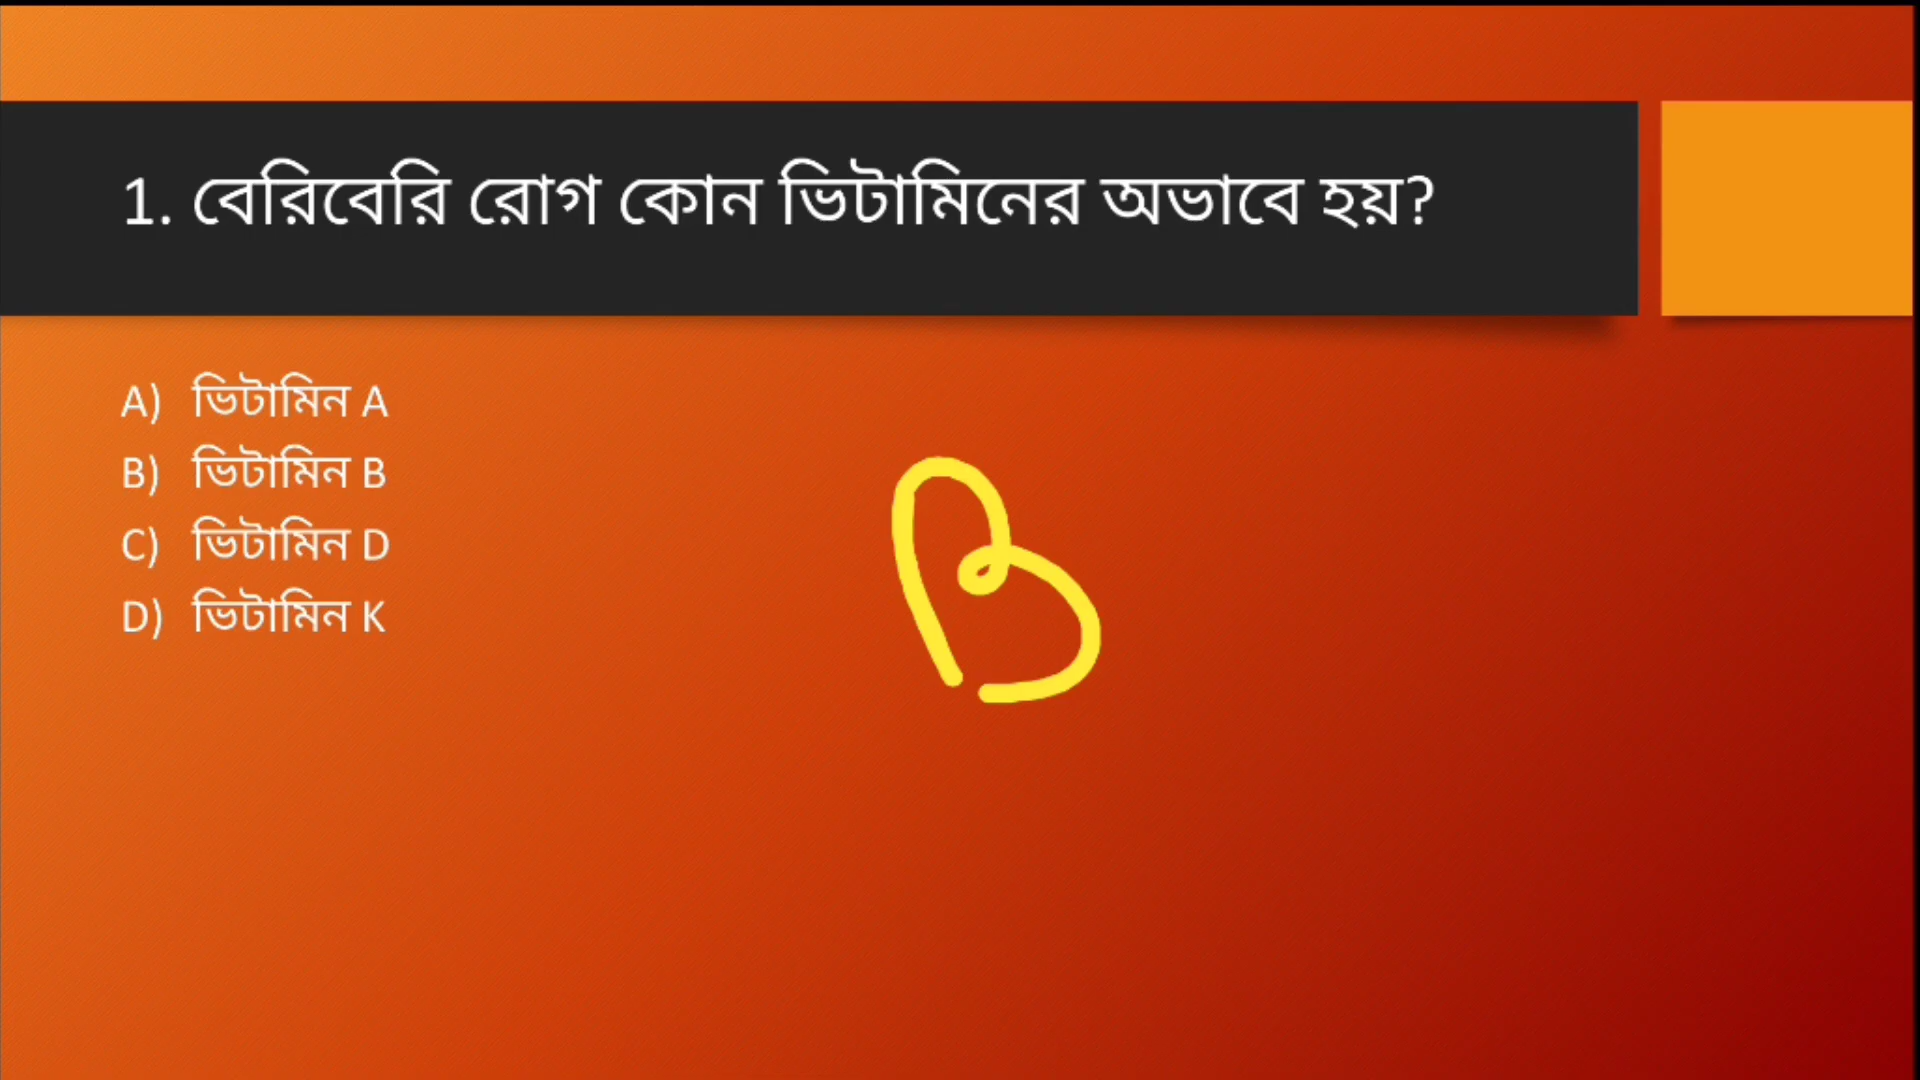 1. বেরিবেরি রোগ কোন ভিটামিনের অভাবে হয়?
A) ভিটামিন A
B) ভিটামিন B
C) ভিটামিন D
D) ভিটামিন K
B